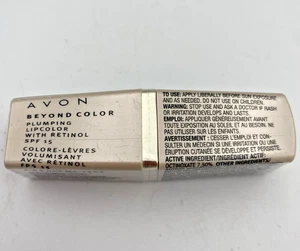 AVON
BEYOND COLOR
PLUMPING
LIPCOLOR
WITH RETINOL
SPF 15
COLORE-LÈVRES
VOLUMISANT
AVEC RÉTINOL
FPS 15
TO USE: APPLY LIBERALLY BEFORE SUN EXPOSURE
AND AS NEEDED. DO NOT USE ON CHILDREN.
WARNING: STOP USE AND ASK A DOCTOR IF RASH
OR IRRITATION DEVELOPS AND LASTS.
EMPLOI: APPLIQUER GÉNÉREUSEMENT AVANT
TOUTE EXPOSITION AU SOLEIL ET AU BESOIN. NE
PAS UTILISER SUR LES ENFANTS.
AVERTISSEMENT: CESSER L'EMPLOI ET CON-
SULTER UN MÉDECIN SI UNE IRRITATION OU UNE
ÉRUPTION CUTANÉE SE DÉVELOPPE ET PERSISTE.
ACTIVE INGREDIENT/INGRÉDIENT ACTIF:
OCTINOXATE 7.50%. OTHER INGREDIENTS/